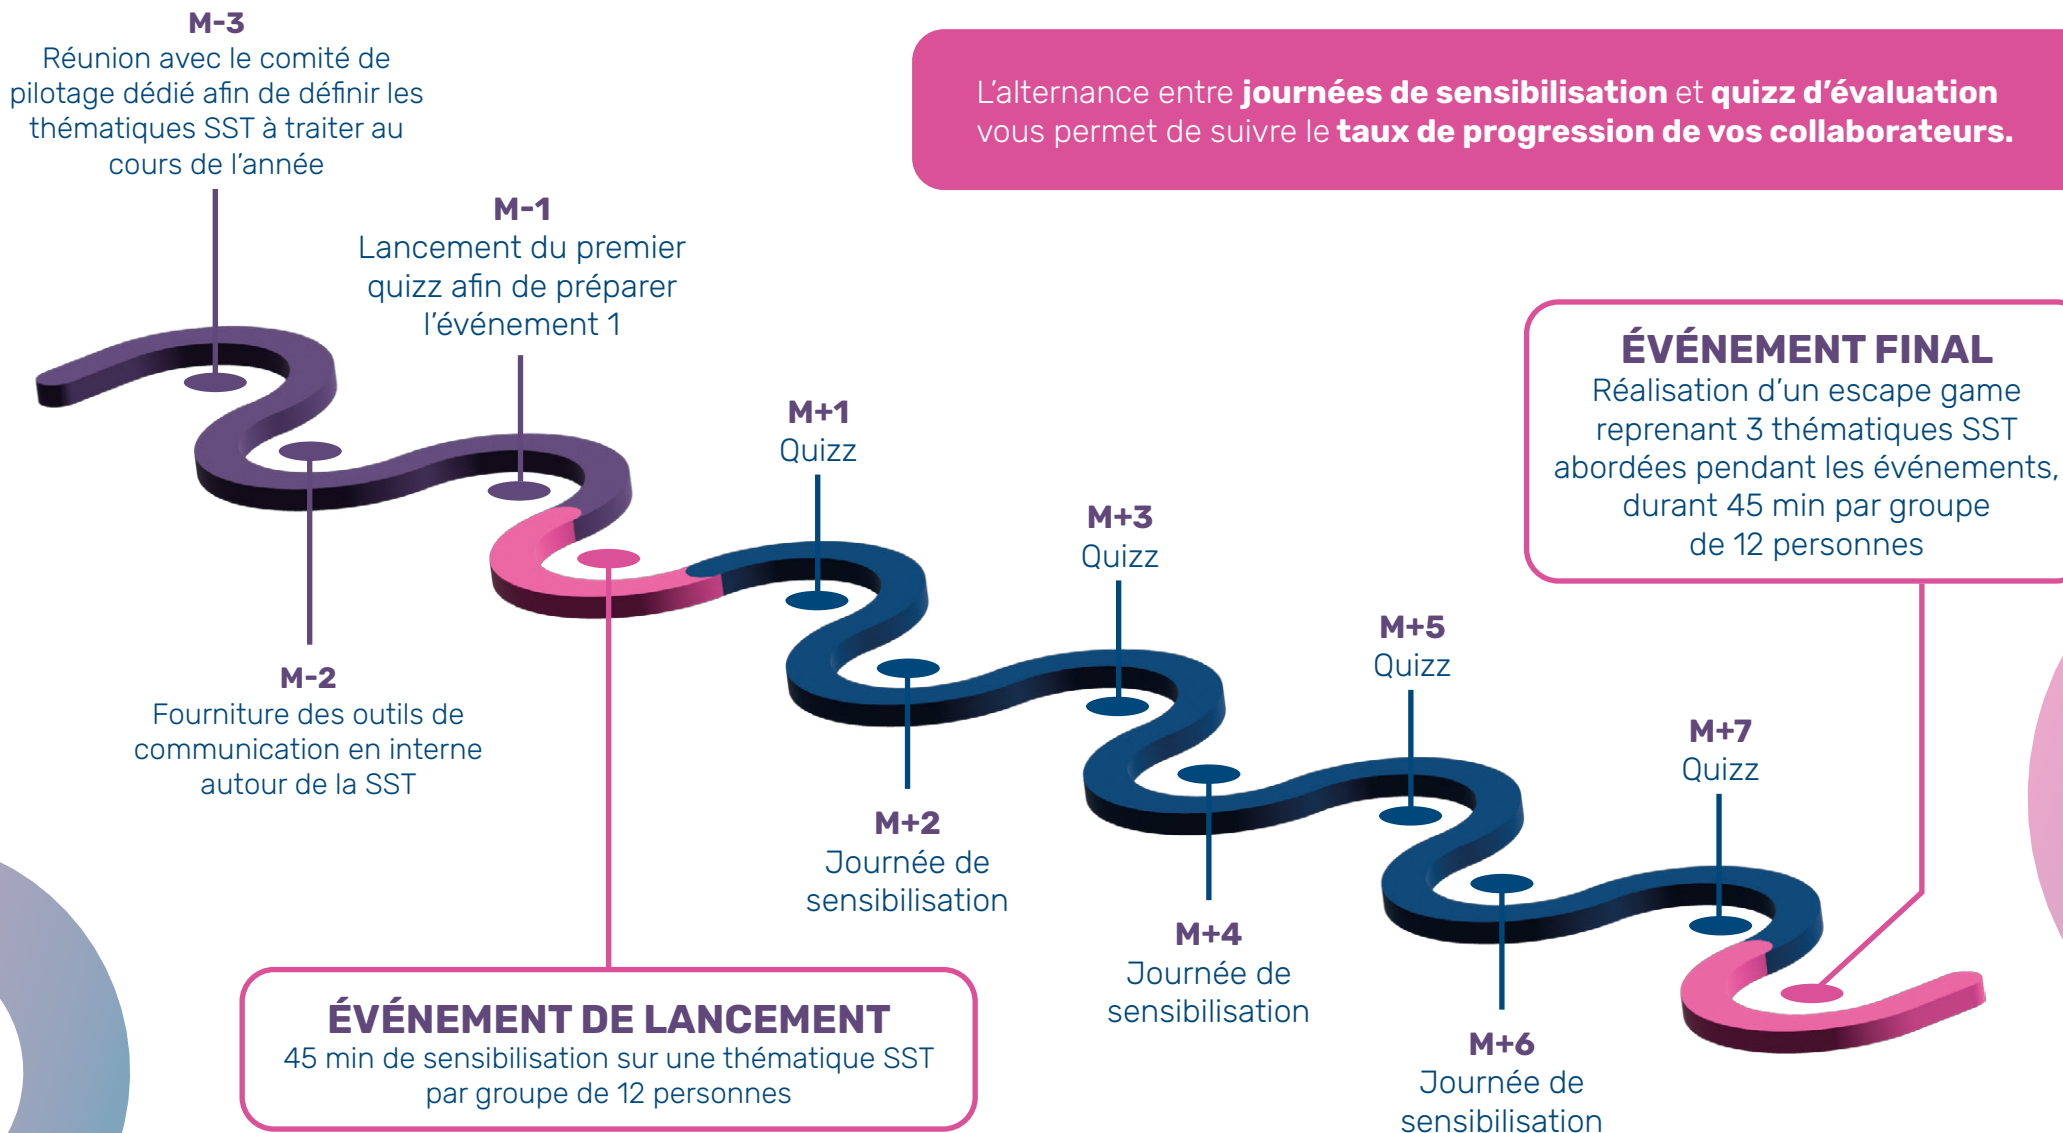 M-3
Réunion avec le comité de
pilotage dédié afin de définir les
thématiques SST à traiter au
cours de l'année
L'alternance entre journées de sensibilisation et quizz d'évaluation
vous permet de suivre le taux de progression de vos collaborateurs.
M-1
Lancement du premier
quizz afin de préparer
l'événement 1
M-2
Fourniture des outils de
communication en interne
autour de la SST
ÉVÉNEMENT DE LANCEMENT
45 min de sensibilisation sur une thématique SST
par groupe de 12 personnes
M+1
Quizz
M+2
Journée de
sensibilisation
M+3
Quizz
M+4
Journée de
sensibilisation
M+5
Quizz
M+6
Journée de
sensibilisation
M+7
Quizz
ÉVÉNEMENT FINAL
Réalisation d'un escape game
reprenant 3 thématiques SST
abordées pendant les événements,
durant 45 min par groupe
de 12 personnes